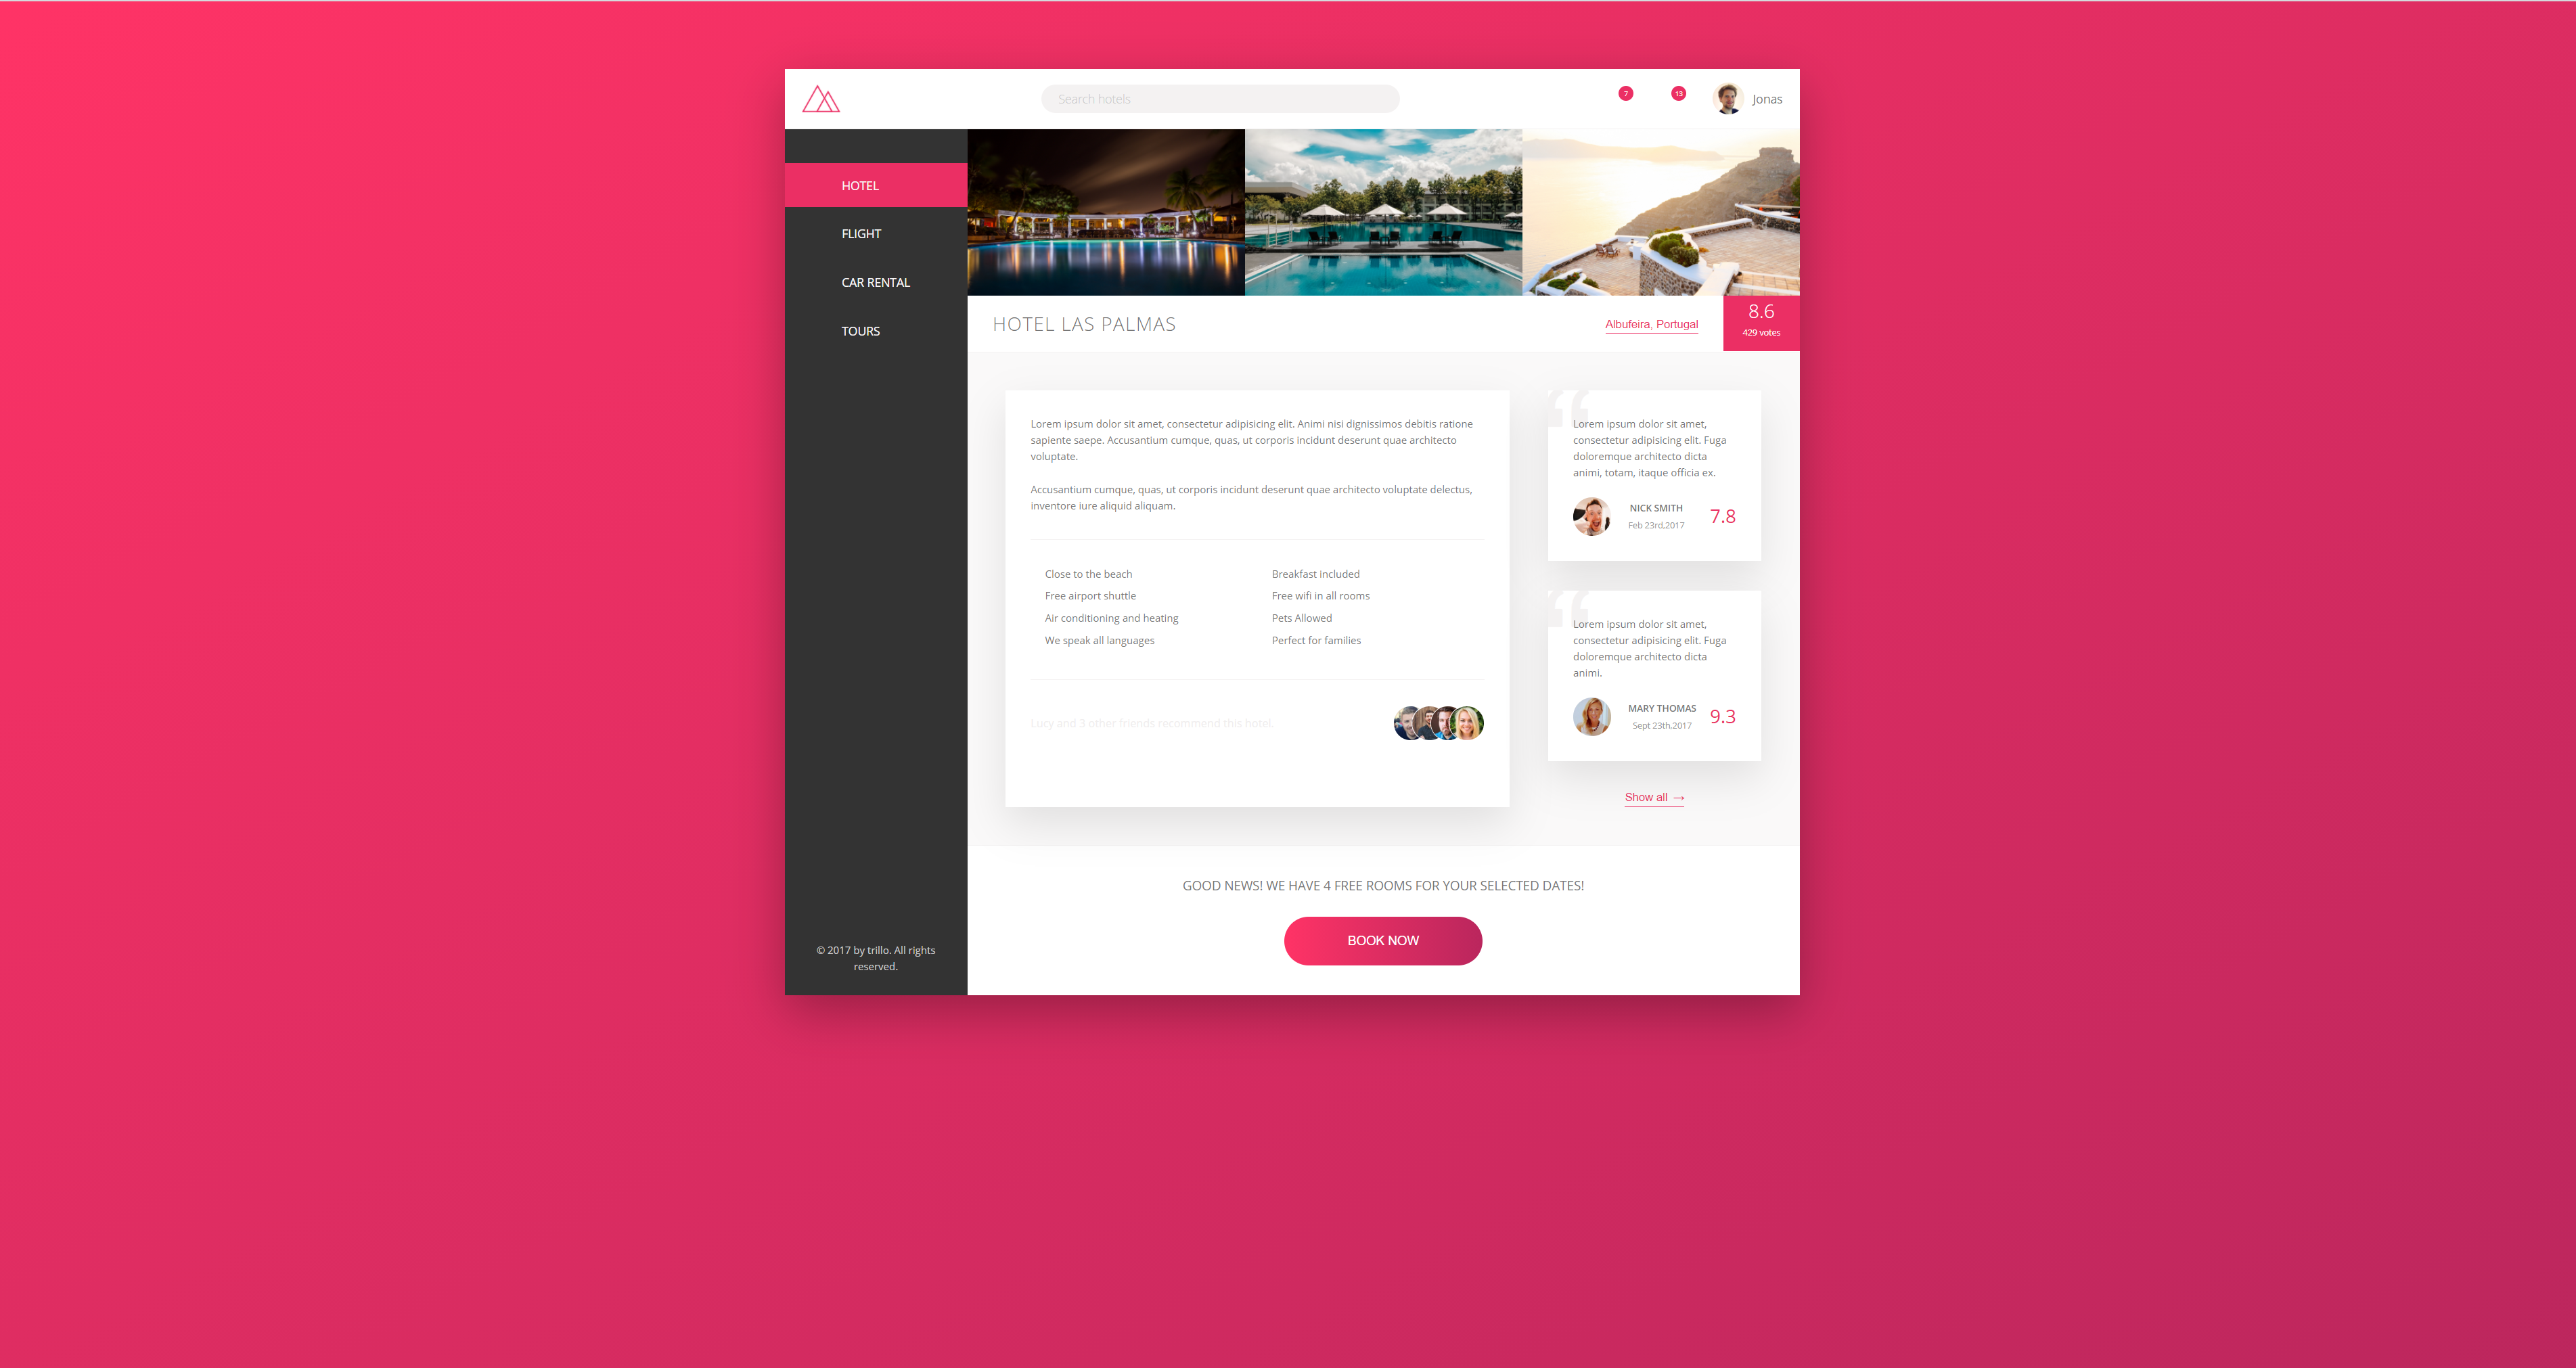 Search hotels
7
13
Jonas
HOTEL
FLIGHT
CAR RENTAL
TOURS
© 2017 by trillo. All rights
reserved.
HOTEL LAS PALMAS
Albufeira, Portugal
8.6
429 votes
Lorem ipsum dolor sit amet, consectetur adipisicing elit. Animi nisi dignissimos debitis ratione
sapiente saepe. Accusantium cumque, quas, ut corporis incidunt deserunt quae architecto
voluptate.
Accusantium cumque, quas, ut corporis incidunt deserunt quae architecto voluptate delectus,
inventore iure aliquid aliquam.
Close to the beach
Breakfast included
Free airport shuttle
Free wifi in all rooms
Air conditioning and heating
Pets Allowed
We speak all languages
Perfect for families
Lucy and 3 other friends recommend this hotel.
“
Lorem ipsum dolor sit amet,
consectetur adipisicing elit. Fuga
doloremque architecto dicta
animi, totam, itaque officia ex.
NICK SMITH
Feb 23rd,2017
7.8
“
Lorem ipsum dolor sit amet,
consectetur adipisicing elit. Fuga
doloremque architecto dicta
animi.
MARY THOMAS
Sept 23th,2017
9.3
Show all →
GOOD NEWS! WE HAVE 4 FREE ROOMS FOR YOUR SELECTED DATES!
BOOK NOW